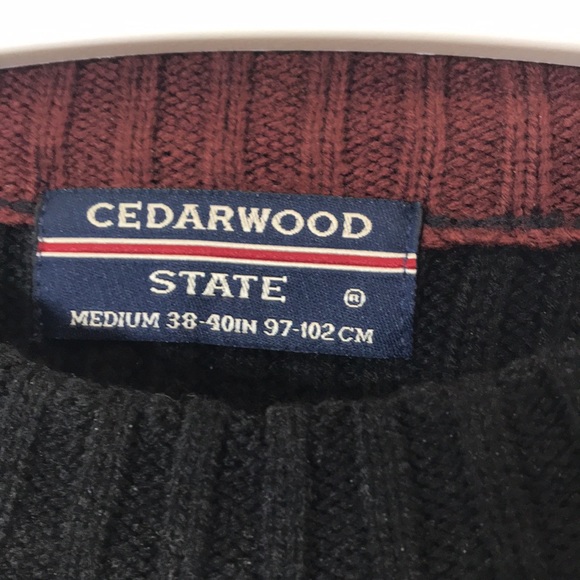 CEDARWOOD
STATE ®
MEDIUM 38-40IN 97-102CM